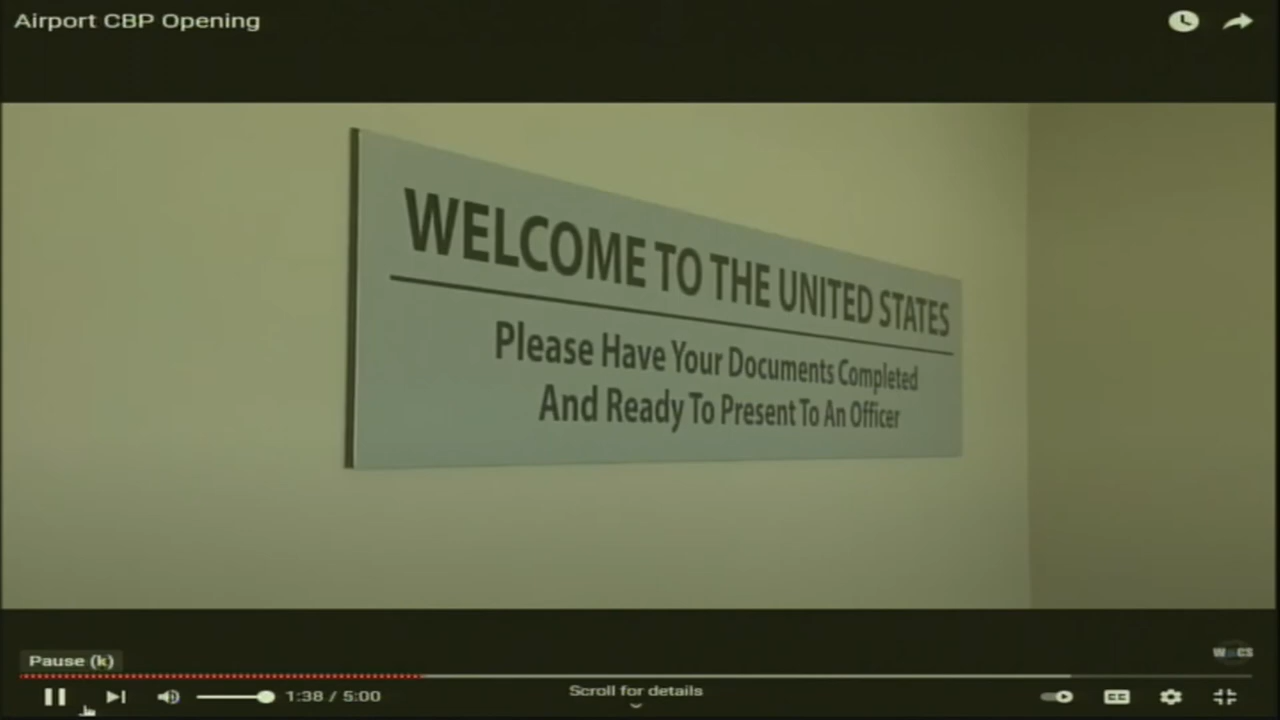 Airport CBP Opening
WELCOME TO THE UNITED STATES
Please Have Your Documents Completed
And Ready To Present To An Officer
Pause (k)
1:38 / 5:00
Scroll for details
CC